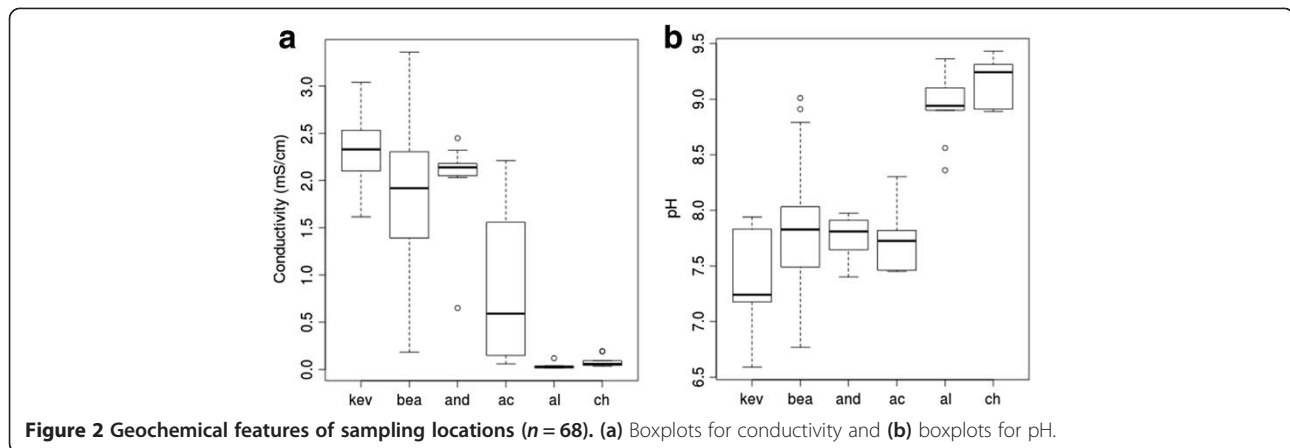 a
Conductivity (mS/cm)
3.0
2.5
2.0
1.5
1.0
0.5
0.0
kev bea and ac al ch
b
pH
9.5
9.0
8.5
8.0
7.5
7.0
6.5
kev bea and ac al ch
Figure 2 Geochemical features of sampling locations (n = 68). (a) Boxplots for conductivity and (b) boxplots for pH.